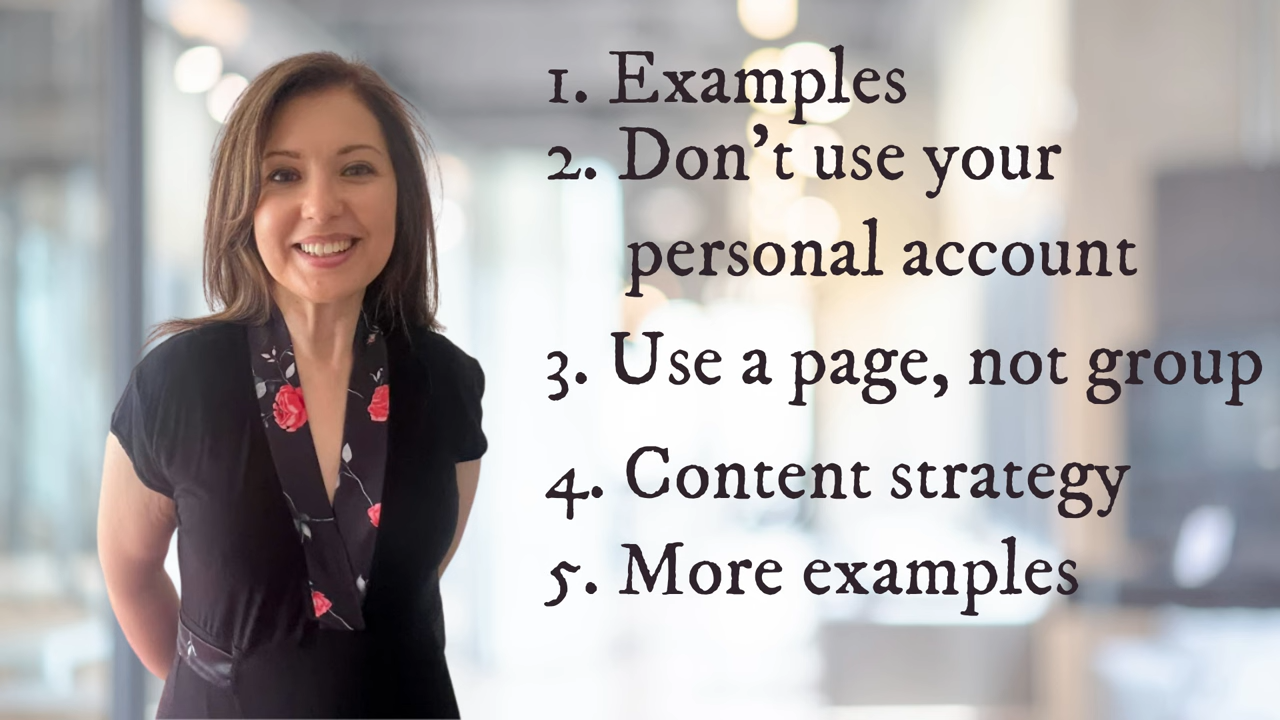 1. Examples
2. Don't use your
personal account
3. Use a page, not group
4. Content strategy
5. More examples